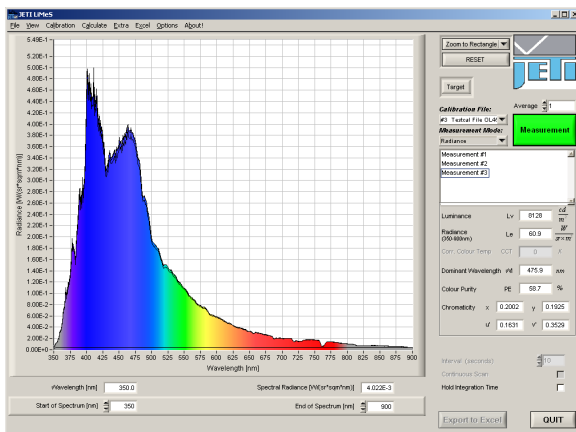 JETI LiMeS
File View Calibration Calculate Extra Excel Options About!
5.49E-1
5.20E-1
5.00E-1
4.80E-1
4.60E-1
4.40E-1
4.20E-1
4.00E-1
3.80E-1
3.60E-1
3.40E-1
3.20E-1
3.00E-1
2.80E-1
2.60E-1
2.40E-1
2.20E-1
2.00E-1
1.80E-1
1.60E-1
1.40E-1
1.20E-1
1.00E-1
8.00E-2
6.00E-2
4.00E-2
2.00E-2
0.00E+0
Radiance [W/(sr*sqm*nm)]
350 375 400 425 450 475 500 525 550 575 600 625 650 675 700 725 750 775 800 825 850 875 900
Wavelength [nm]
Wavelength [nm] 350.0 Spectral Radiance [W/(sr*sqm*nm)] 4.022E-3
Start of Spectrum [nm] 350 End of Spectrum [nm] 900
Zoom to Rectangle
RESET
JETI
Target
Calibration File: Average 1
#3 Testcal File OL4
Measurement Mode: Measurement
Radiance
Measurement #1
Measurement #2
Measurement #3
Luminance Lv 8128 cd
m
Radiance Le 60.9 W
(350-900nm) sr×m
Corr. Colour Temp CCT 0 K
Dominant Wavelength 475.9 nm
Colour Purity PE 58.7 %
Chromaticity x 0.2002 y 0.1925
u' 0.1631 v' 0.3529
Interval (seconds) 10
Continuous Scan
Hold Integration Time
Export to Excel QUIT